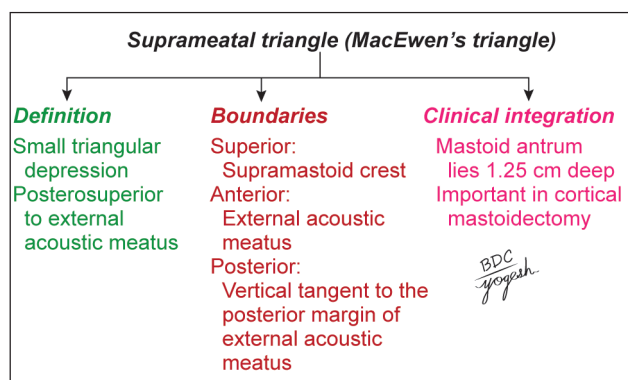 Suprameatal triangle (MacEwen's triangle)
Definition
Small triangular
depression
Posterosuperior
to external
acoustic meatus
Boundaries
Superior:
Supramastoid crest
Anterior:
External acoustic
meatus
Posterior:
Vertical tangent to the
posterior margin of
external acoustic
meatus
Clinical integration
Mastoid antrum
lies 1.25 cm deep
Important in cortical
mastoidectomy
BDC
yogesh.